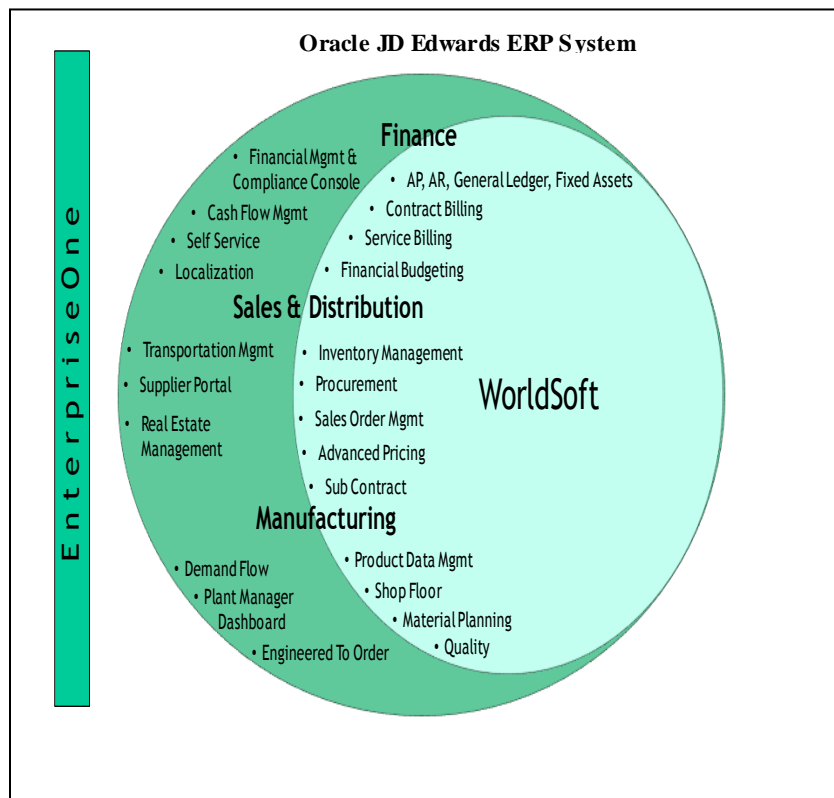 Oracle JD Edwards ERP System
EnterpriseOne
Finance
• Financial Mgmt &
Compliance Console
• Cash Flow Mgmt
• Self Service
• Localization
• AP, AR, General Ledger, Fixed Assets
• Contract Billing
• Service Billing
• Financial Budgeting
Sales & Distribution
• Transportation Mgmt
• Supplier Portal
• Real Estate
Management
• Inventory Management
• Procurement
• Sales Order Mgmt
• Advanced Pricing
• Sub Contract
WorldSoft
Manufacturing
• Demand Flow
• Plant Manager
Dashboard
• Engineered To Order
• Product Data Mgmt
• Shop Floor
• Material Planning
• Quality